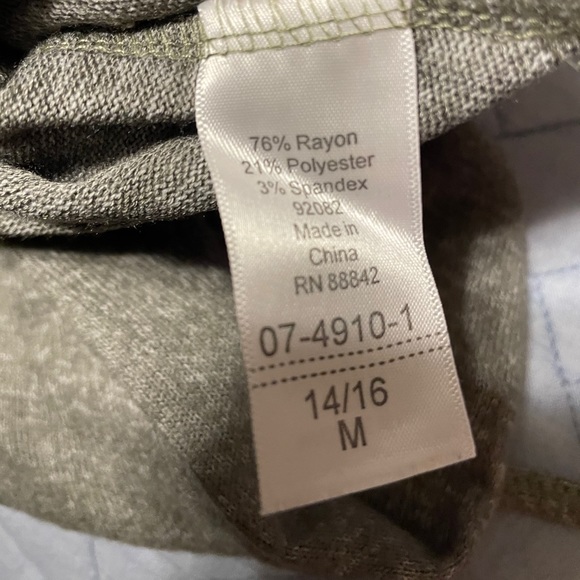 76% Rayon
21% Polyester
3% Spandex
92082
Made in
China
RN 88842
07-4910-1
14/16
M